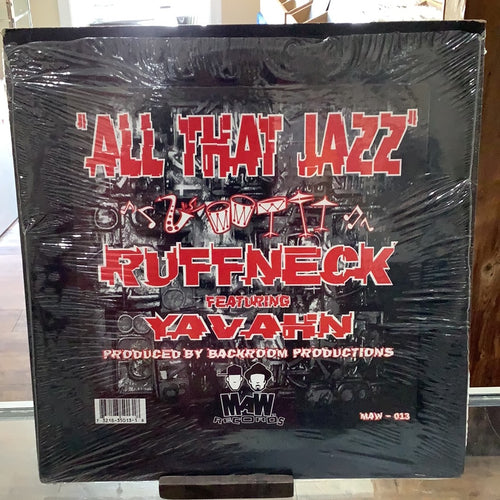 "ALL THAT JAZZ"
RUFFNECK
FEATURING
YAVAHN
PRODUCED BY BACKROOM PRODUCTIONS
MAW
RECORDS
MAW - 013